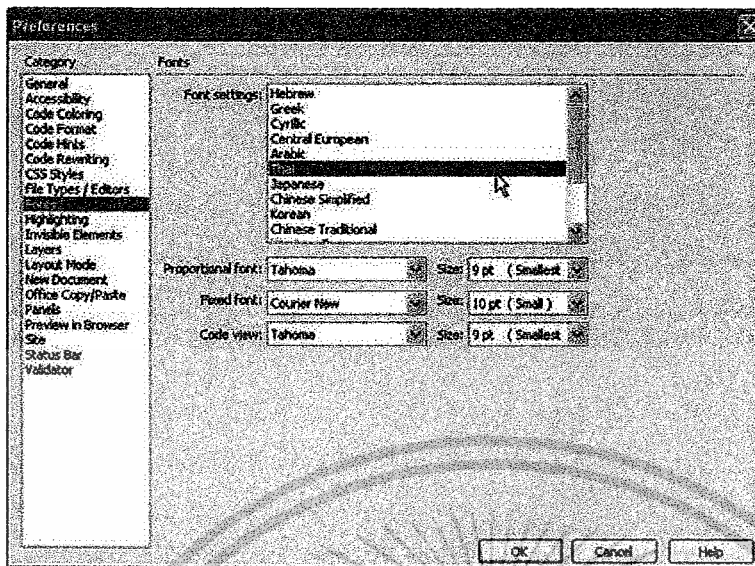 Preferences
Category
Fonts
General
Accessibility
Code Coloring
Code Format
Code Hints
Code Rewriting
CSS Styles
File Types / Editors
Highlighting
Invisible Elements
Layers
Layout Mode
New Document
Office Copy/Paste
Panels
Preview in Browser
Site
Status Bar
Validator
Font settings:
Hebrew
Greek
Cyrillic
Central European
Arabic
Japanese
Chinese Simplified
Korean
Chinese Traditional
Proportional font: Tahoma Size: 9 pt (Smallest
Fixed font: Courier New Size: 10 pt (Small)
Code view: Tahoma Size: 9 pt (Smallest
OK Cancel Help